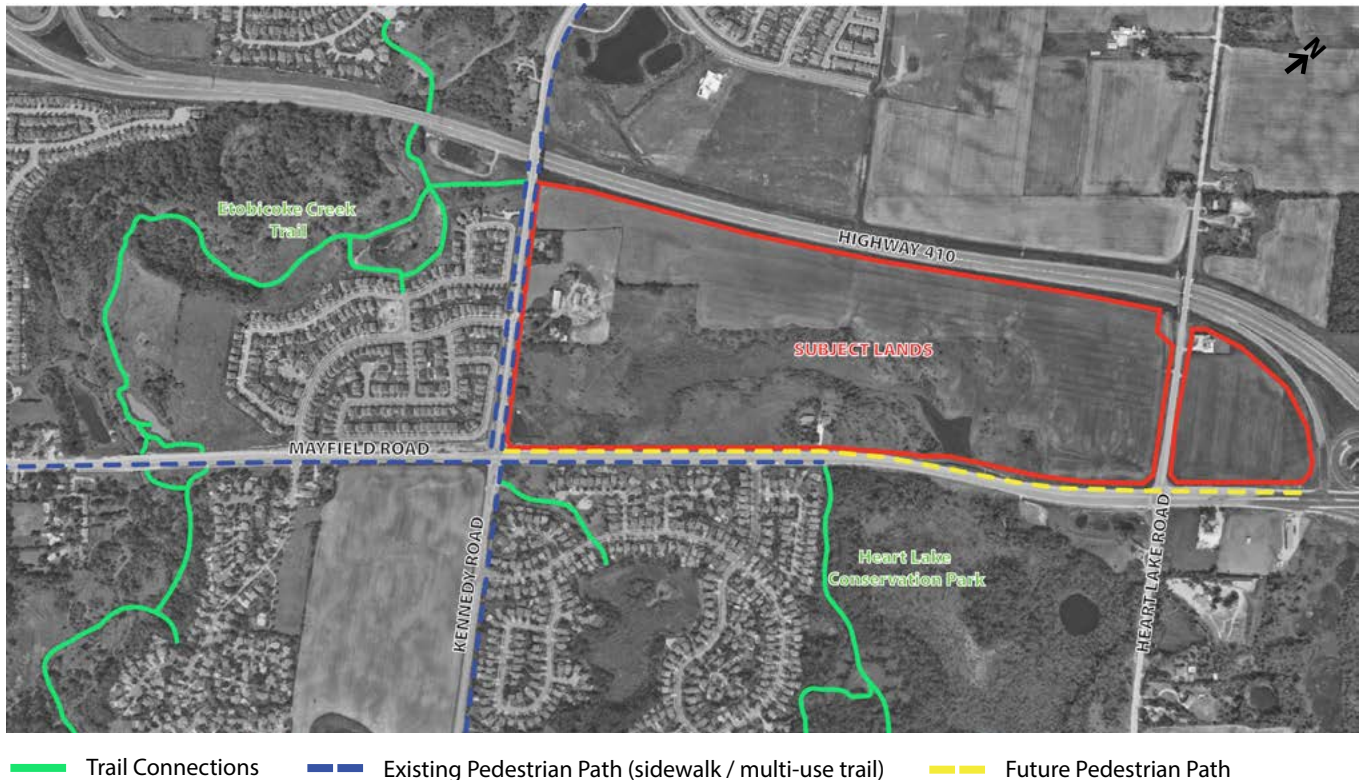 N
Etobicoke Creek
Trail
HIGHWAY 410
SUBJECT LANDS
MAYFIELD ROAD
KENNEDY ROAD
Heart Lake
Conservation Park
HEART LAKE ROAD
Trail Connections
Existing Pedestrian Path (sidewalk / multi-use trail)
Future Pedestrian Path